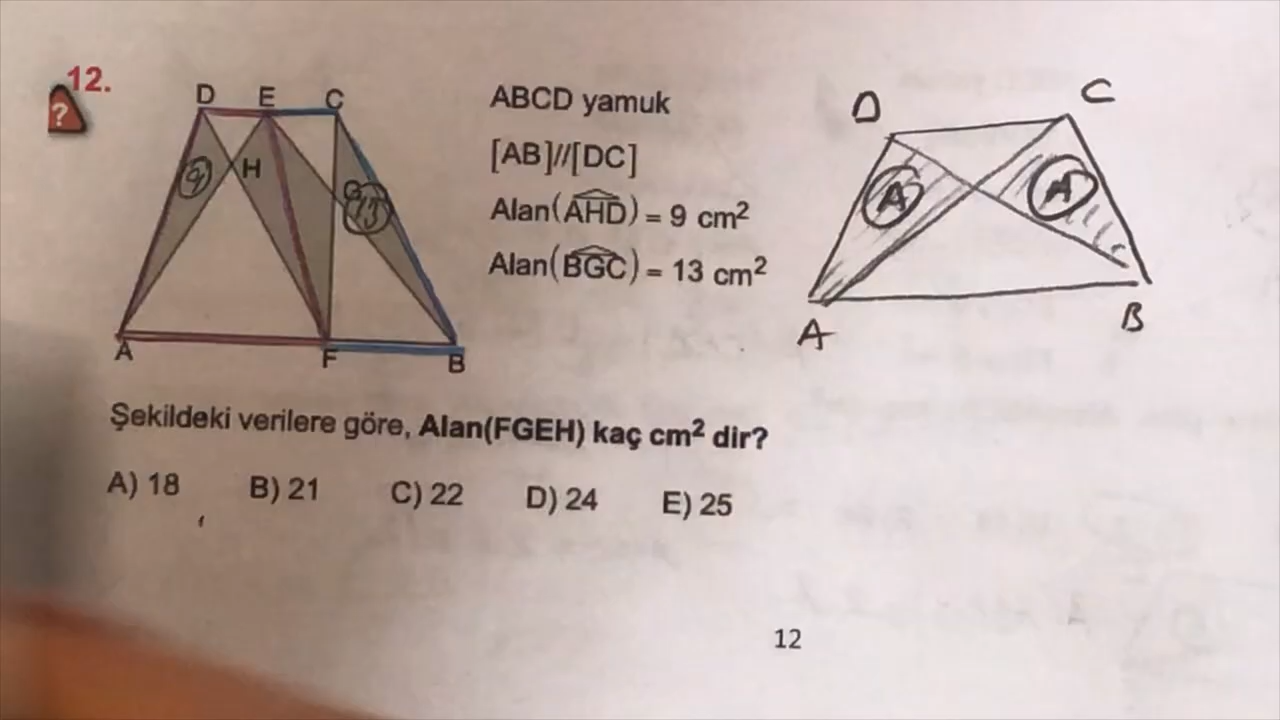 12.
?
D E C
H
9
G
13
A F B
ABCD yamuk
[AB]//[DC]
Alan(AHD) = 9 cm²
Alan(BGC) = 13 cm²
D C
A A
A B
Şekildeki verilere göre, Alan(FGEH) kaç cm² dir?
A) 18 B) 21 C) 22 D) 24 E) 25
12